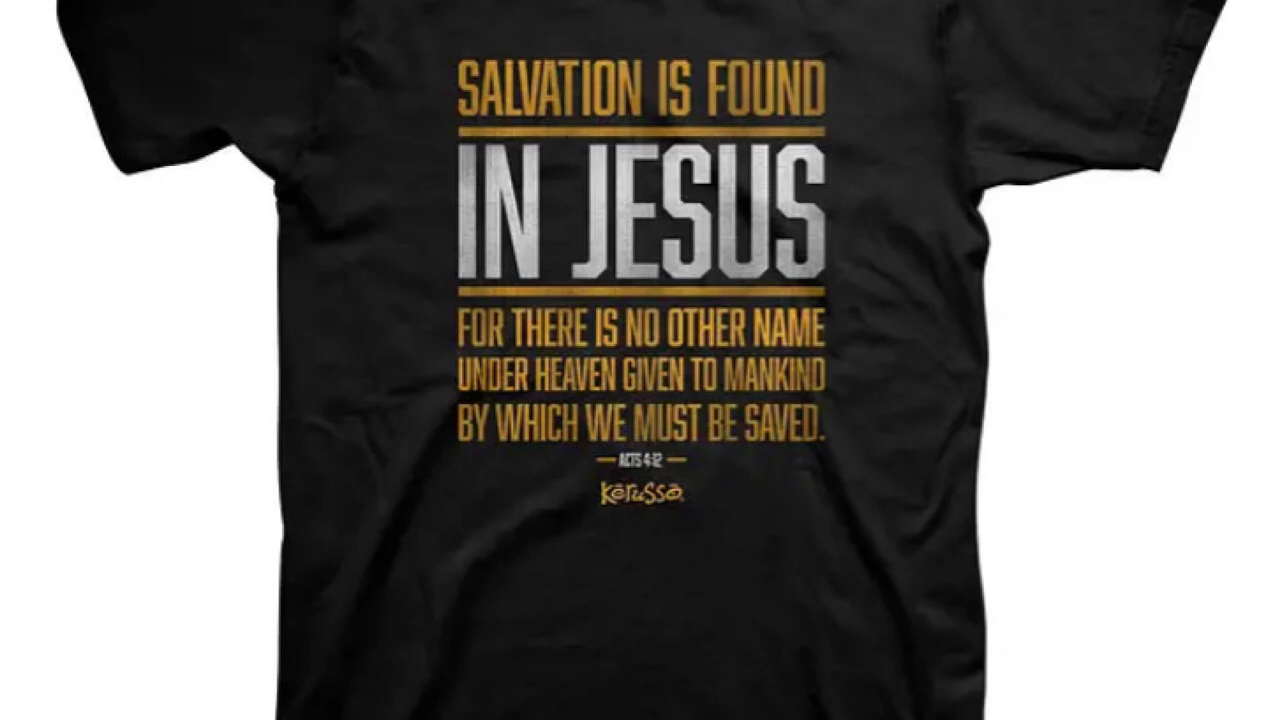 SALVATION IS FOUND
IN JESUS
FOR THERE IS NO OTHER NAME
UNDER HEAVEN GIVEN TO MANKIND
BY WHICH WE MUST BE SAVED.
— ACTS 4:12 —
Kerusso.